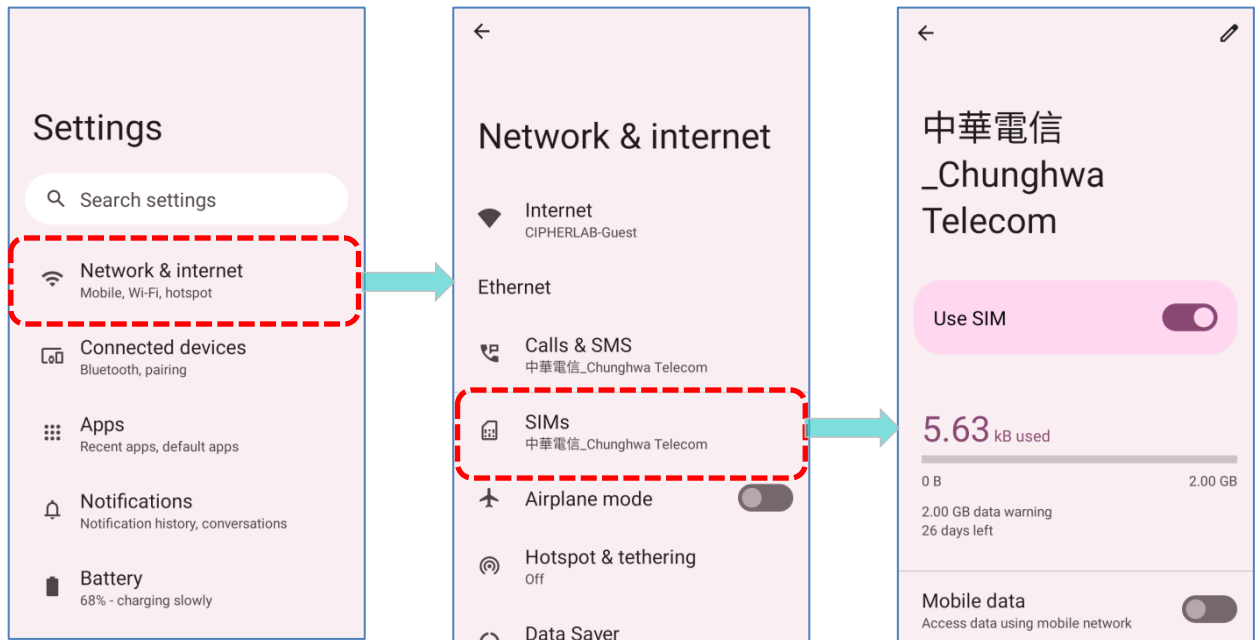 Settings
Search settings
Network & internet
Mobile, Wi-Fi, hotspot
Connected devices
Bluetooth, pairing
Apps
Recent apps, default apps
Notifications
Notification history, conversations
Battery
68% - charging slowly
Network & internet
Internet
CIPHERLAB-Guest
Ethernet
Calls & SMS
中華電信_Chunghwa Telecom
SIMs
中華電信_Chunghwa Telecom
Airplane mode
Hotspot & tethering
Off
Data Saver
中華電信
_Chunghwa
Telecom
Use SIM
5.63 kB used
0 B 2.00 GB
2.00 GB data warning
26 days left
Mobile data
Access data using mobile network